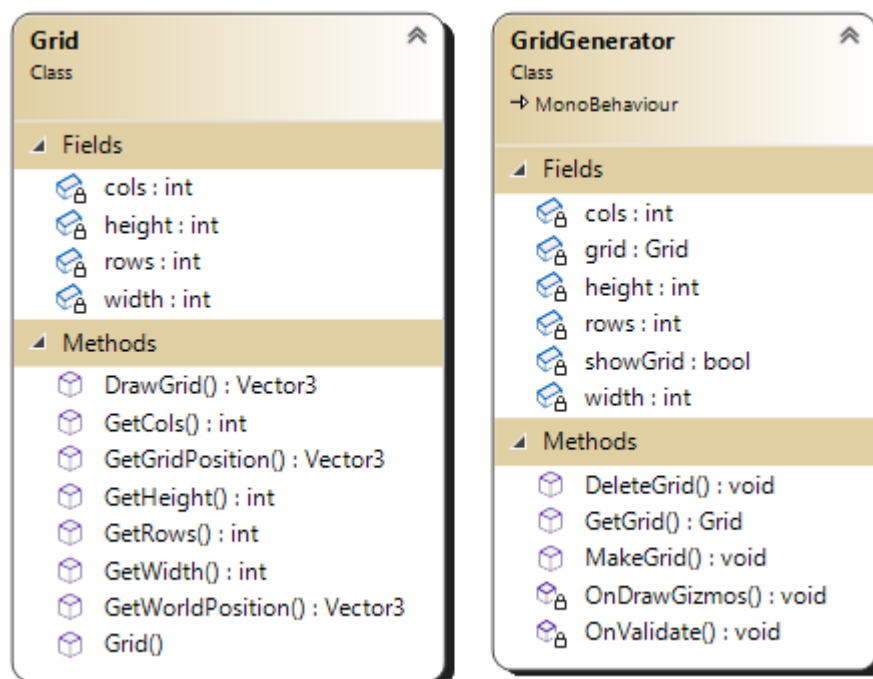 Grid
Class
Fields
cols : int
height : int
rows : int
width : int
Methods
DrawGrid() : Vector3
GetCols() : int
GetGridPosition() : Vector3
GetHeight() : int
GetRows() : int
GetWidth() : int
GetWorldPosition() : Vector3
Grid()
GridGenerator
Class
MonoBehaviour
Fields
cols : int
grid : Grid
height : int
rows : int
showGrid : bool
width : int
Methods
DeleteGrid() : void
GetGrid() : Grid
MakeGrid() : void
OnDrawGizmos() : void
OnValidate() : void